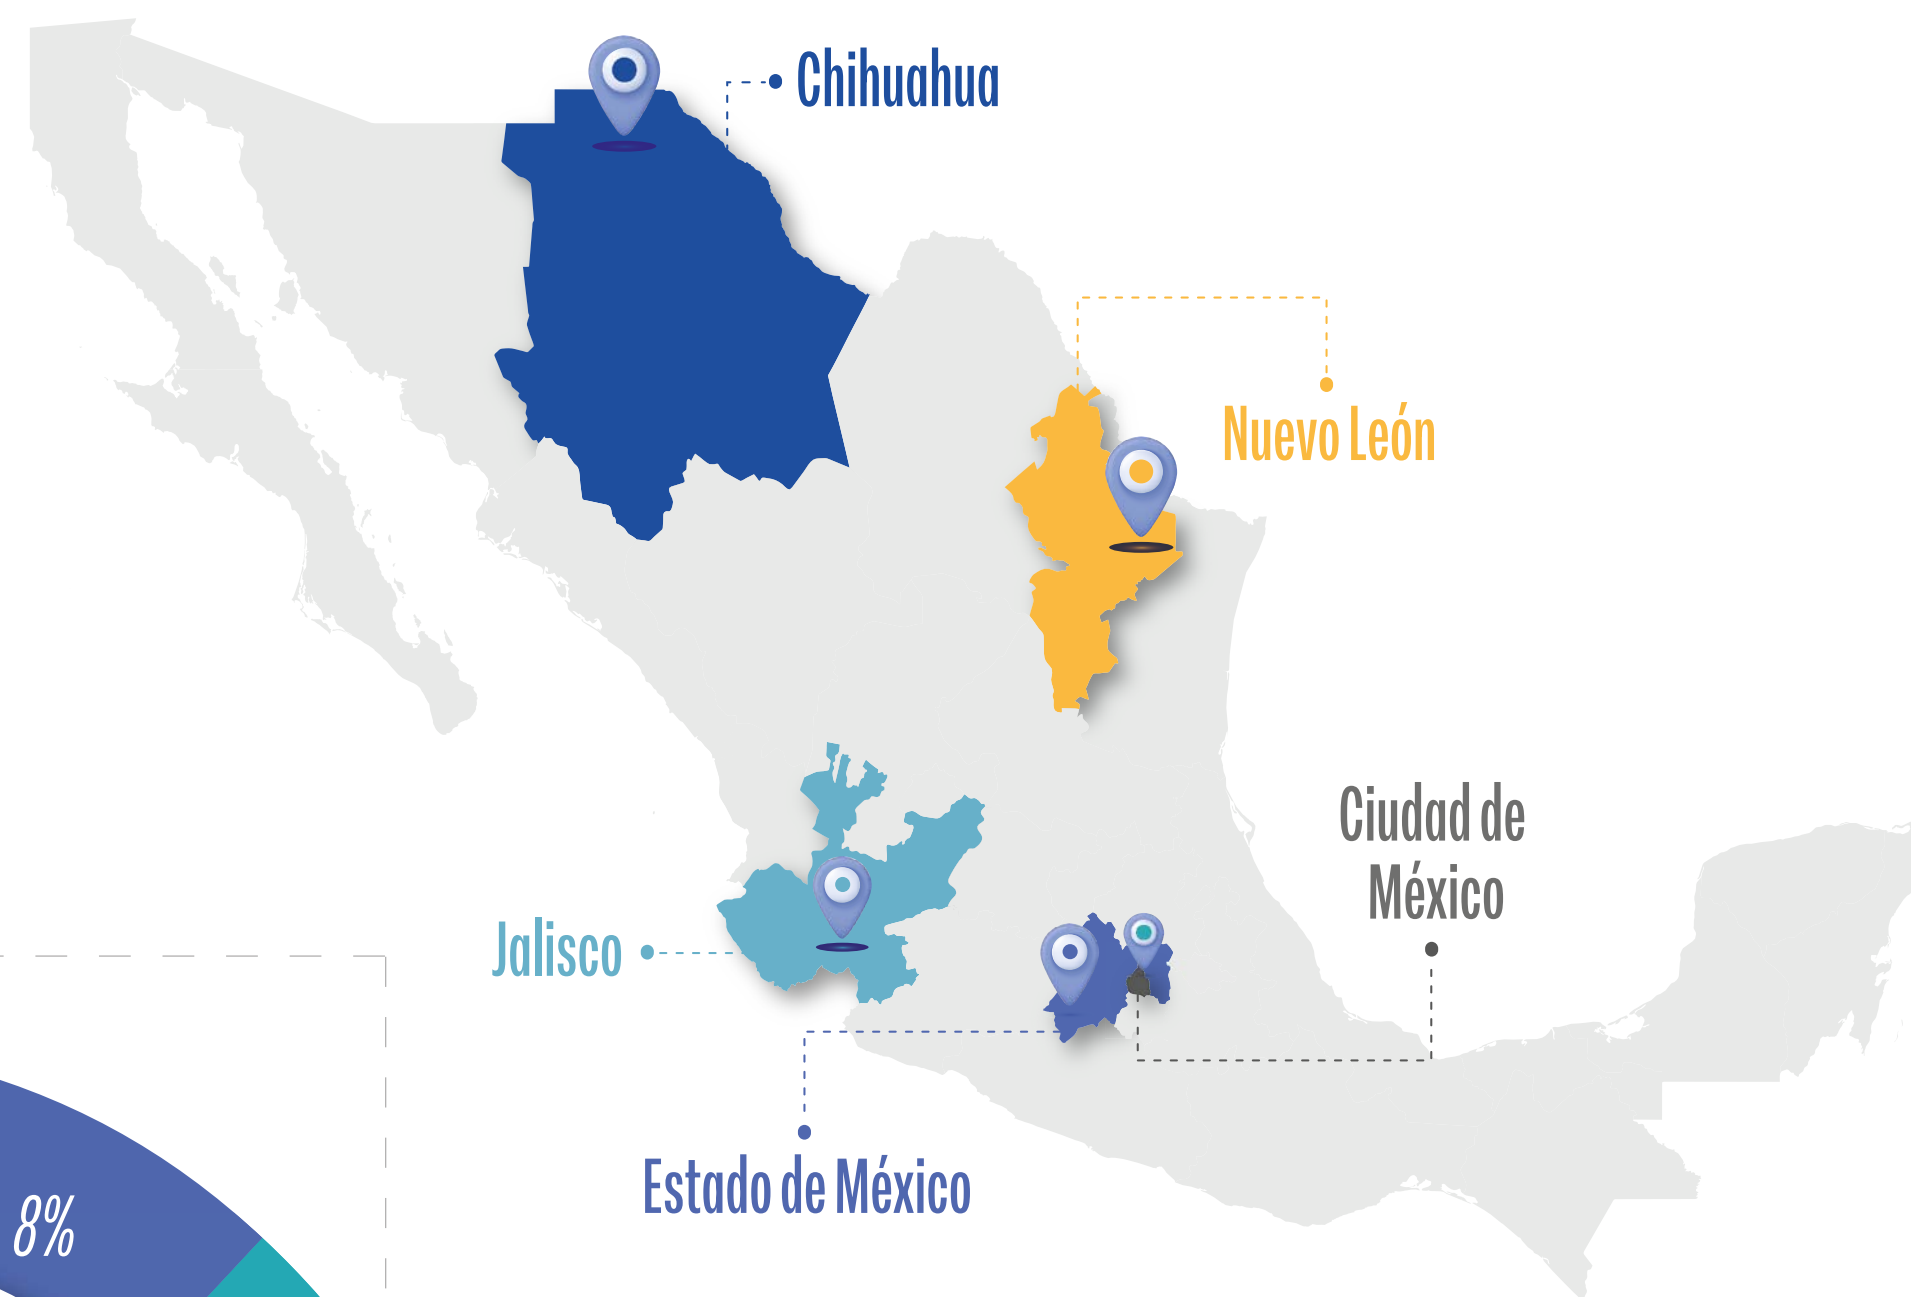 Chihuahua
Nuevo León
Ciudad de
México
Jalisco
Estado de México
8%